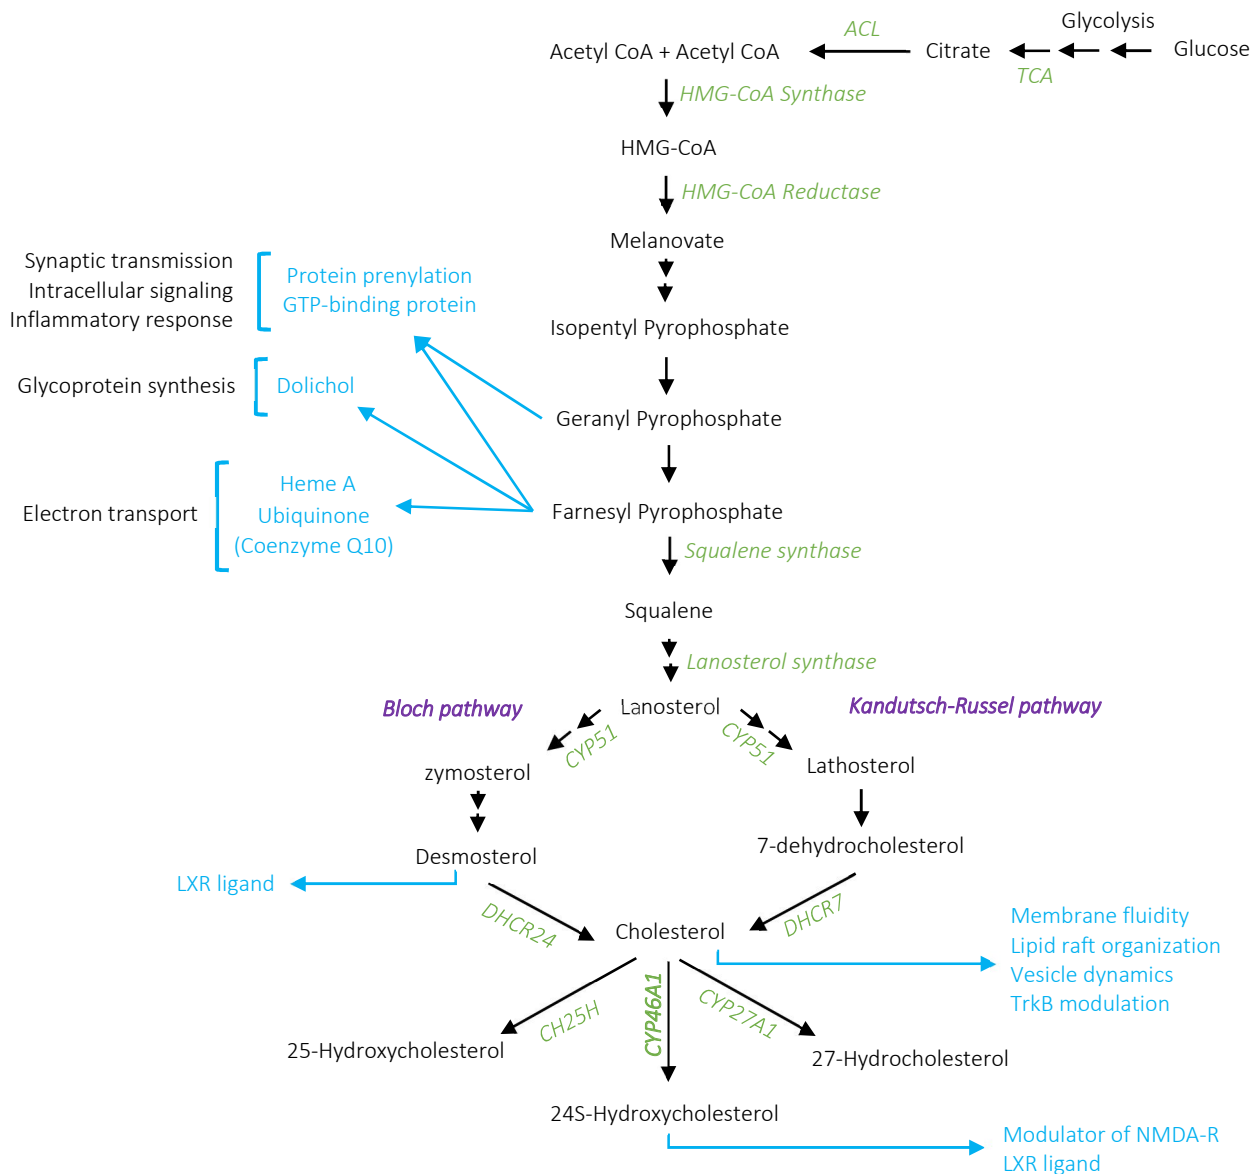 Glycolysis
ACL
Acetyl CoA + Acetyl CoA
Citrate
Glucose
TCA
HMG-CoA Synthase
HMG-CoA
HMG-CoA Reductase
Melanovate
Synaptic transmission
Intracellular signaling
Inflammatory response
Protein prenylation
GTP-binding protein
Isopentyl Pyrophosphate
Glycoprotein synthesis
Dolichol
Geranyl Pyrophosphate
Electron transport
Heme A
Ubiquinone
(Coenzyme Q10)
Farnesyl Pyrophosphate
Squalene synthase
Squalene
Lanosterol synthase
Bloch pathway
Lanosterol
Kandutsch-Russel pathway
CYP51
CYP51
zymosterol
Lathosterol
Desmosterol
7-dehydrocholesterol
LXR ligand
DHCR24
DHCR7
Cholesterol
Membrane fluidity
Lipid raft organization
Vesicle dynamics
TrkB modulation
CH25H
CYP46A1
CYP27A1
25-Hydroxycholesterol
27-Hydrocholesterol
24S-Hydroxycholesterol
Modulator of NMDA-R
LXR ligand